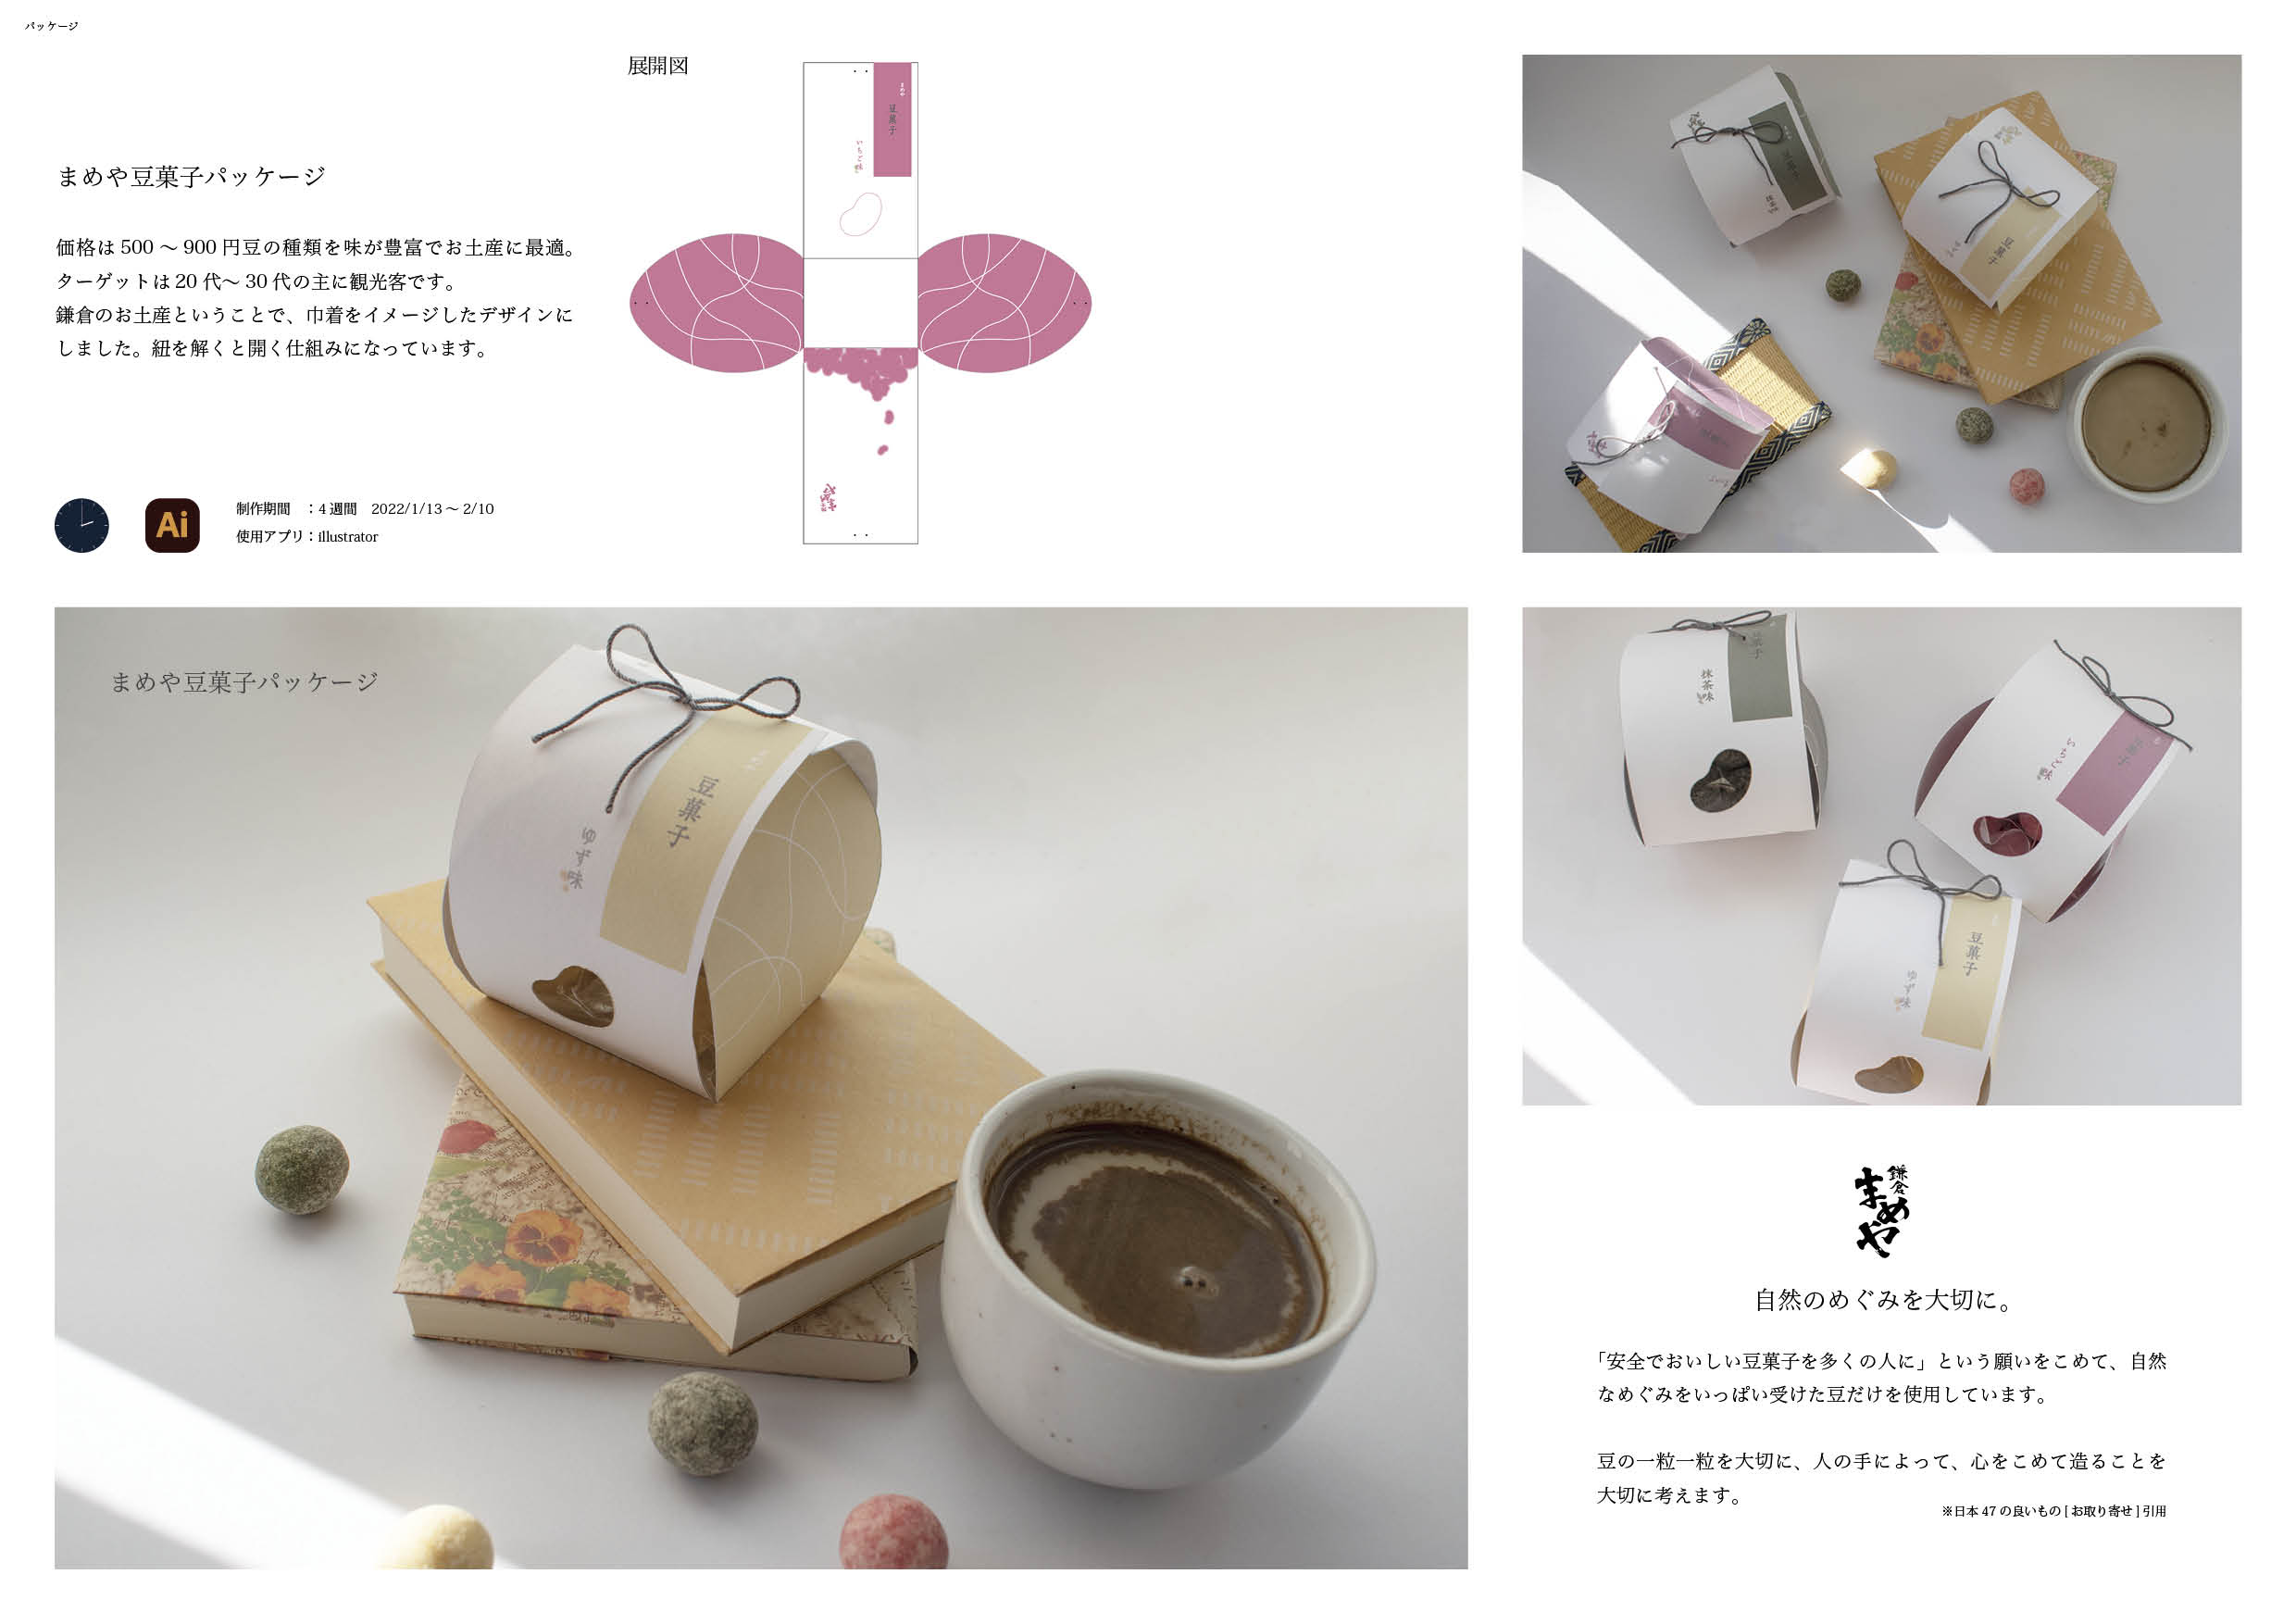 パッケージ
まめや豆菓子パッケージ
価格は 500 ～ 900 円豆の種類を味が豊富でお土産に最適。
ターゲットは 20 代～ 30 代の主に観光客です。
鎌倉のお土産ということで、巾着をイメージしたデザインに
しました。紐を解くと開く仕組みになっています。
Ai
制作期間　：4 週間　2022/1/13 ～ 2/10
使用アプリ：illustrator
展開図
まめや
豆菓子
いちご味
まめや豆菓子パッケージ
豆菓子
ゆず味
豆菓子
豆菓子
抹茶味
豆菓子
いちご味
豆菓子
ゆず味
鎌倉
まめや
自然のめぐみを大切に。
「安全でおいしい豆菓子を多くの人に」という願いをこめて、自然
なめぐみをいっぱい受けた豆だけを使用しています。
豆の一粒一粒を大切に、人の手によって、心をこめて造ることを
大切に考えます。
※日本 47 の良いもの [ お取り寄せ ] 引用